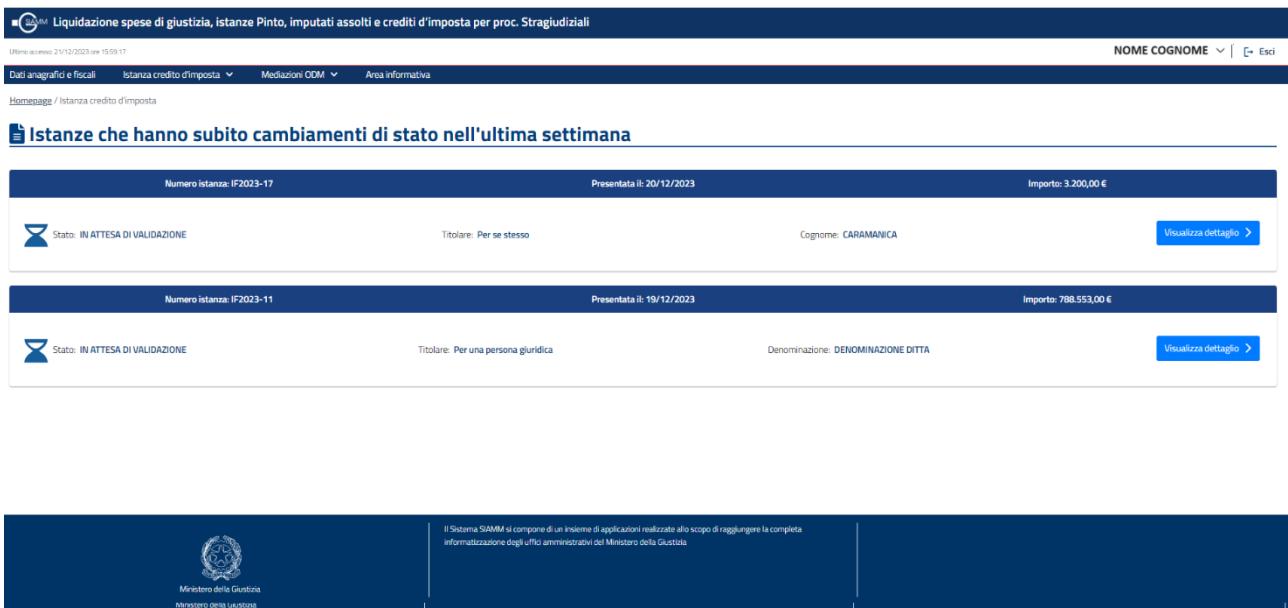 SIAMM Liquidazione spese di giustizia, istanze Pinto, imputati assolti e crediti d'imposta per proc. Stragiudiziali
Ultimo accesso 21/12/2023 ore 15:59:17
NOME COGNOME Esci
Dati anagrafici e fiscali Istanza credito d'imposta Mediazioni ODM Area informativa
Homepage / Istanza credito d'imposta
Istanze che hanno subito cambiamenti di stato nell'ultima settimana
Numero istanza: IF2023-17 Presentata il: 20/12/2023 Importo: 3.200,00 €
Stato: IN ATTESA DI VALIDAZIONE Titolare: Per se stesso Cognome: CARAMANICA Visualizza dettaglio
Numero istanza: IF2023-11 Presentata il: 19/12/2023 Importo: 788.553,00 €
Stato: IN ATTESA DI VALIDAZIONE Titolare: Per una persona giuridica Denominazione: DENOMINAZIONE DITTA Visualizza dettaglio
Il Sistema SIAMM si compone di un insieme di applicazioni realizzate allo scopo di raggiungere la completa
informatizzazione degli uffici amministrativi del Ministero della Giustizia
Ministero della Giustizia
Ministero della Giustizia